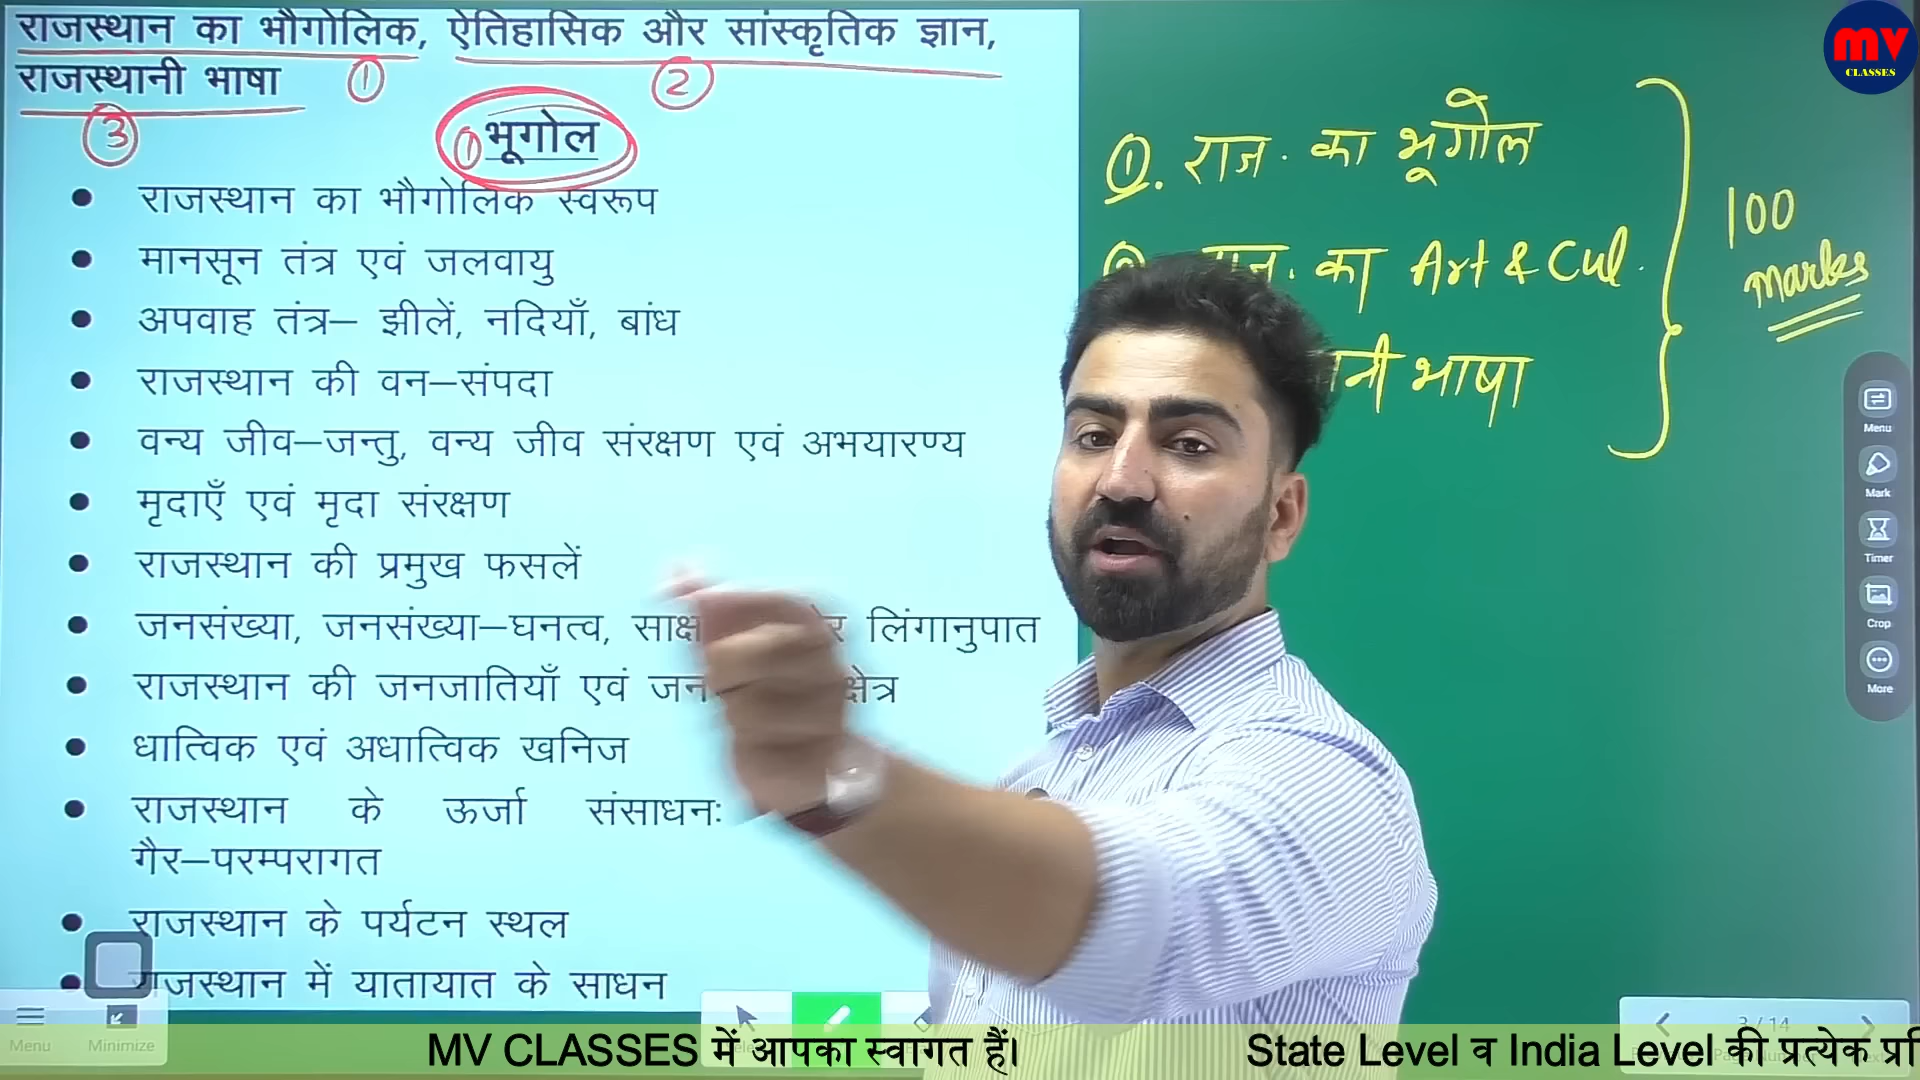 राजस्थान का भौगोलिक, ऐतिहासिक और सांस्कृतिक ज्ञान,
राजस्थानी भाषा
① ②
③
① भूगोल
• राजस्थान का भौगोलिक स्वरूप
• मानसून तंत्र एवं जलवायु
• अपवाह तंत्र– झीलें, नदियाँ, बांध
• राजस्थान की वन–संपदा
• वन्य जीव–जन्तु, वन्य जीव संरक्षण एवं अभयारण्य
• मृदाएँ एवं मृदा संरक्षण
• राजस्थान की प्रमुख फसलें
• जनसंख्या, जनसंख्या–घनत्व, लिंगानुपात
• राजस्थान की जनजातियाँ एवं क्षेत्र
• धात्विक एवं अधात्विक खनिज
• राजस्थान के ऊर्जा संसाधनः
गैर–परम्परागत
• राजस्थान के पर्यटन स्थल
• राजस्थान में यातायात के साधन
①. राज. का भूगोल
राज. का Art & Cul.
भाषा
100
marks
MV
CLASSES
Menu
Mark
Timer
Crop
More
Menu
Minimize
3 / 14
MV CLASSES में आपका स्वागत हैं। State Level व India Level की प्रत्येक